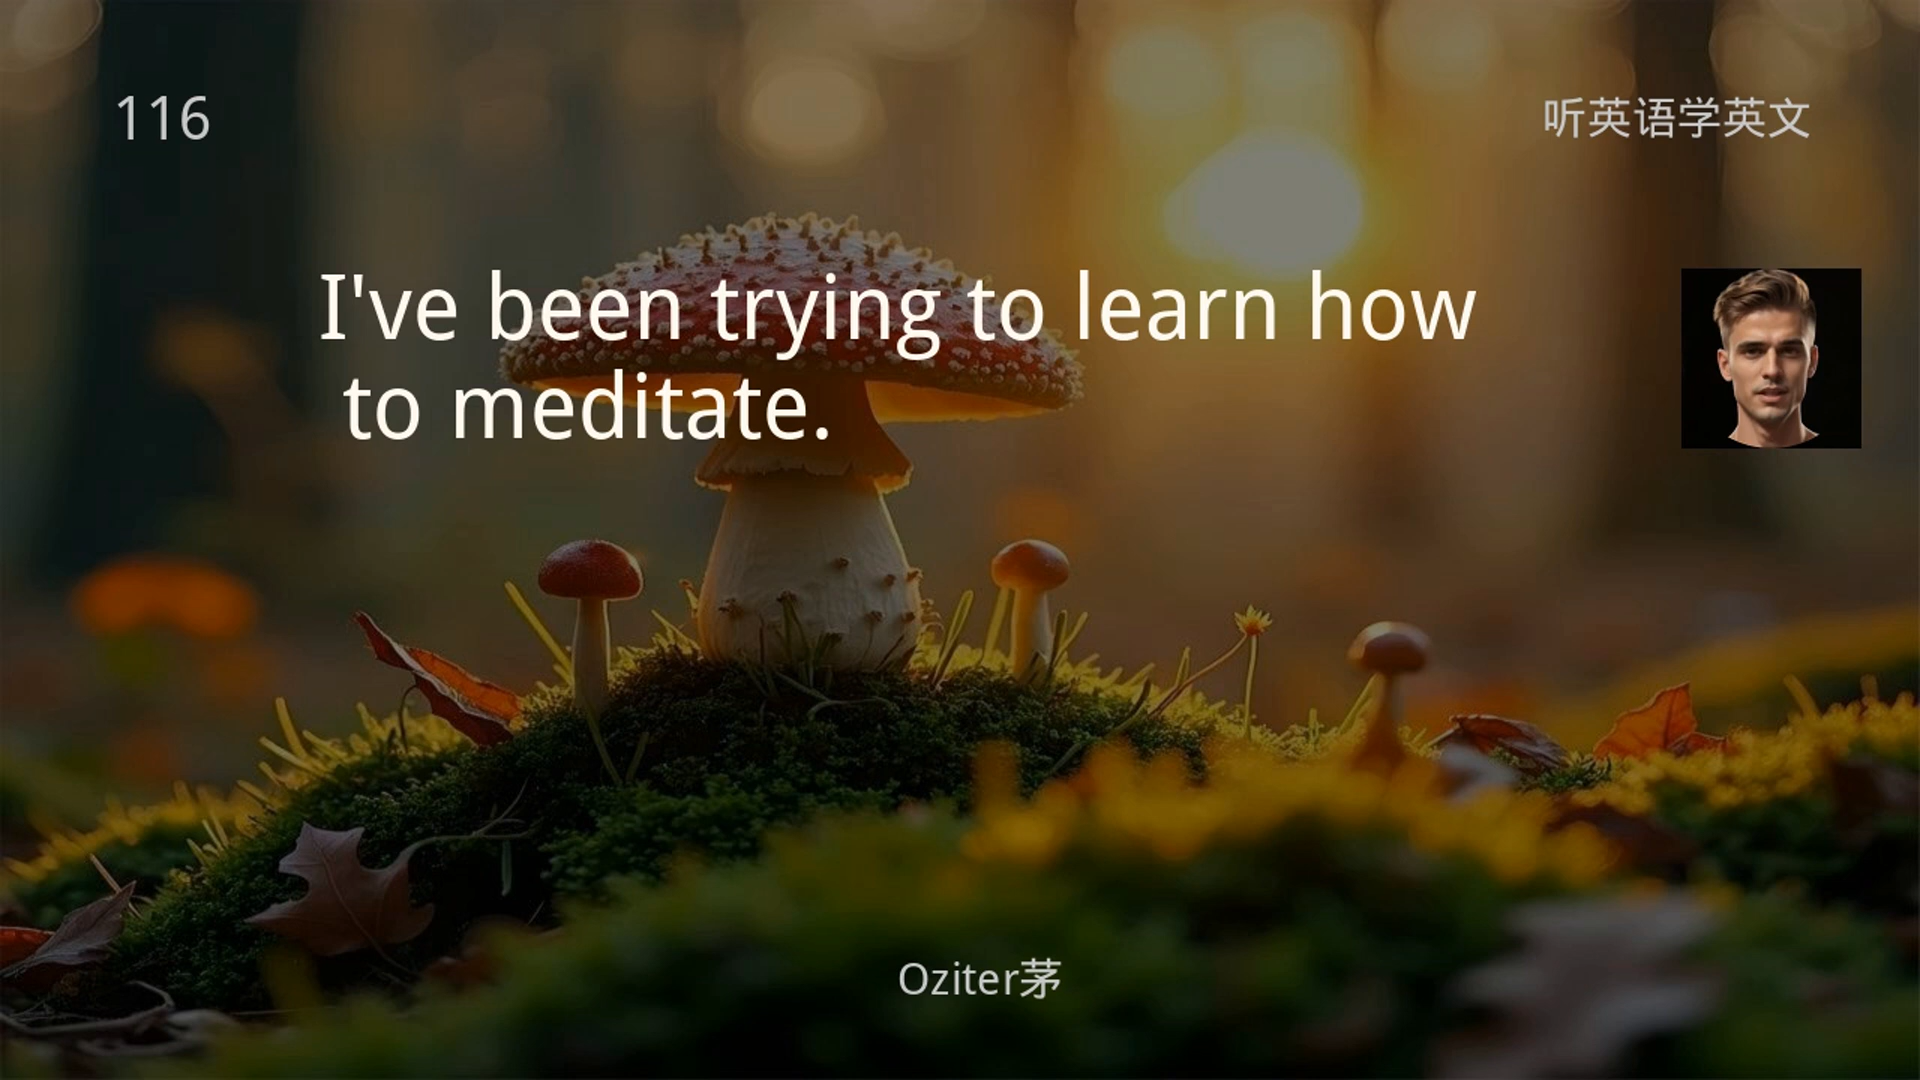 116
听英语学英文
I've been trying to learn how
to meditate.
Oziter茅